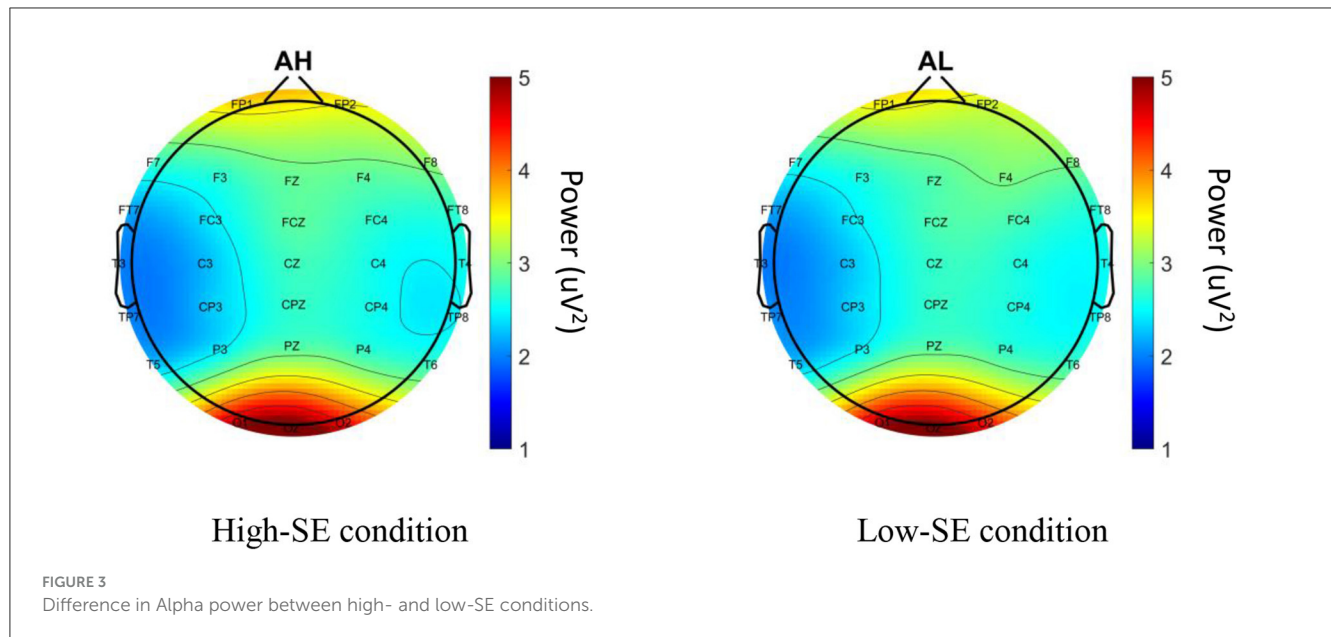 AH
FP1 FP2
F7 F3 FZ F4 F8
FT7 FC3 FCZ FC4 FT8
T3 C3 CZ C4 T4
TP7 CP3 CPZ CP4 TP8
T5 P3 PZ P4 T6
O1 OZ O2
5
4
3
2
1
Power (uV²)
High-SE condition
AL
FP1 FP2
F7 F3 FZ F4 F8
FT7 FC3 FCZ FC4 FT8
T3 C3 CZ C4 T4
TP7 CP3 CPZ CP4 TP8
T5 P3 PZ P4 T6
O1 OZ O2
5
4
3
2
1
Power (uV²)
Low-SE condition
FIGURE 3
Difference in Alpha power between high- and low-SE conditions.